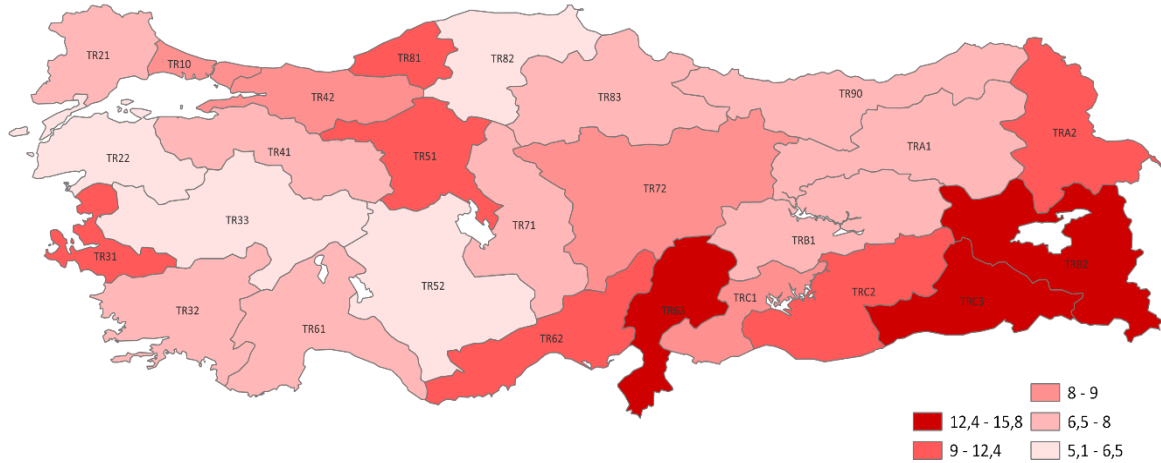 TR21
TR10
TR81
TR82
TR42
TR83
TR90
TRA2
TR22
TR41
TR51
TRA1
TR72
TR33
TR71
TRB1
TR31
TR52
TRB2
TR32
TR61
TR62
TR63
TRC1
TRC2
TRC3
8 - 9
12,4 - 15,8
6,5 - 8
9 - 12,4
5,1 - 6,5